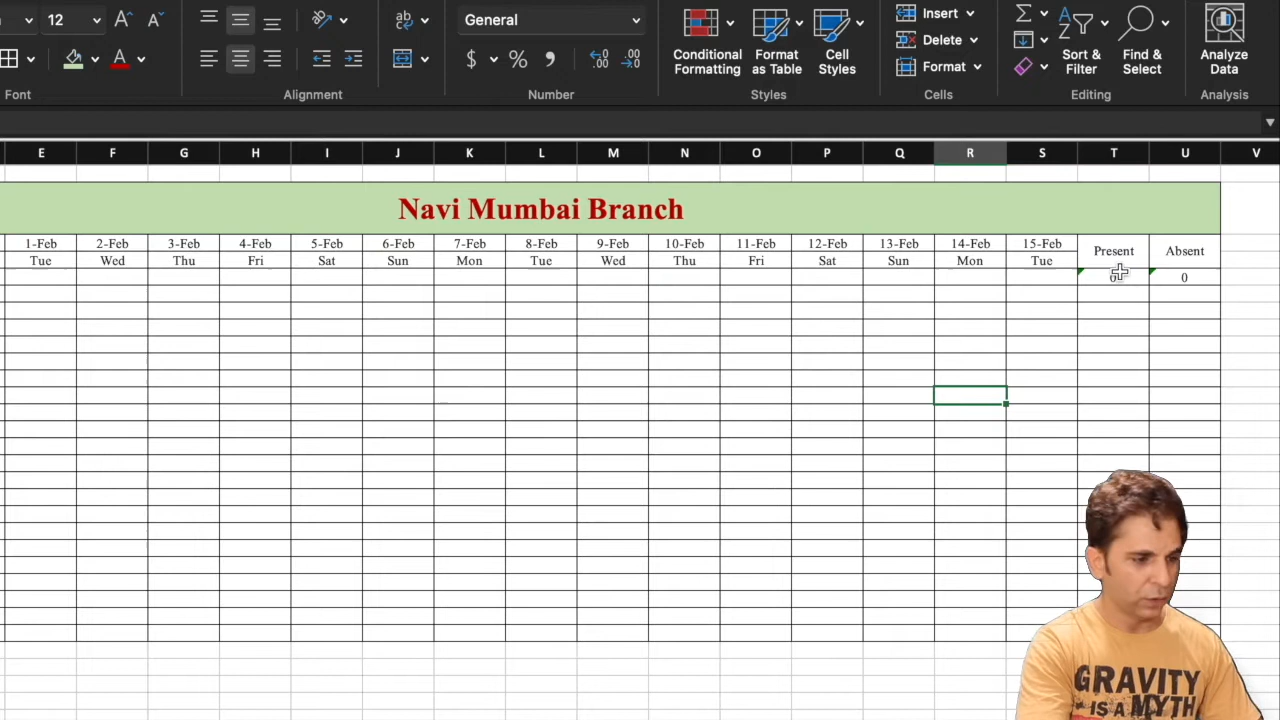 12
General
Insert
Delete
Format
Conditional Formatting
Format as Table
Cell Styles
Sort & Filter
Find & Select
Analyze Data
Font
Alignment
Number
Styles
Cells
Editing
Analysis
E F G H I J K L M N O P Q R S T U V
Navi Mumbai Branch
1-Feb 2-Feb 3-Feb 4-Feb 5-Feb 6-Feb 7-Feb 8-Feb 9-Feb 10-Feb 11-Feb 12-Feb 13-Feb 14-Feb 15-Feb
Present Absent
Tue Wed Thu Fri Sat Sun Mon Tue Wed Thu Fri Sat Sun Mon Tue
0 0
GRAVITY
IS A MYTH